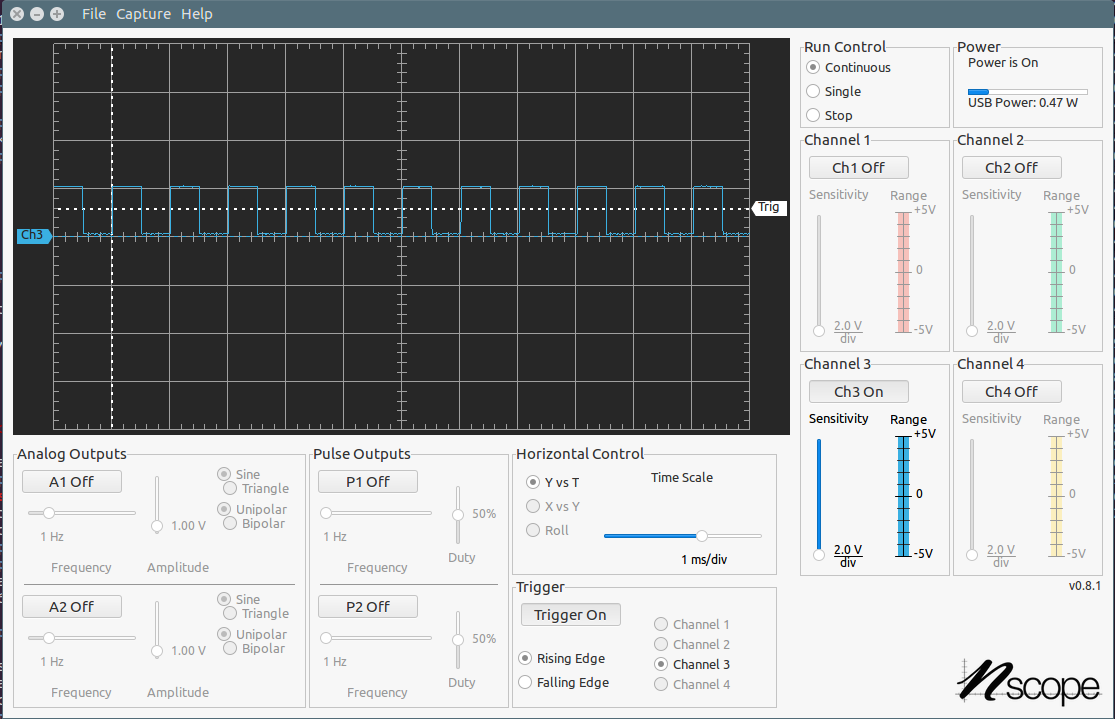 File Capture Help
Ch3
Trig
Run Control
Continuous
Single
Stop
Power
Power is On
USB Power: 0.47 W
Channel 1
Ch1 Off
Sensitivity
Range
+5V
0
-5V
2.0 V
div
Channel 2
Ch2 Off
Sensitivity
Range
+5V
0
-5V
2.0 V
div
Channel 3
Ch3 On
Sensitivity
Range
+5V
0
-5V
2.0 V
div
Channel 4
Ch4 Off
Sensitivity
Range
+5V
0
-5V
2.0 V
div
Analog Outputs
A1 Off
Sine
Triangle
Unipolar
Bipolar
1 Hz
1.00 V
Frequency
Amplitude
A2 Off
Sine
Triangle
Unipolar
Bipolar
1 Hz
1.00 V
Frequency
Amplitude
Pulse Outputs
P1 Off
50%
1 Hz
Frequency
Duty
P2 Off
50%
1 Hz
Frequency
Duty
Horizontal Control
Y vs T
X vs Y
Roll
Time Scale
1 ms/div
Trigger
Trigger On
Rising Edge
Falling Edge
Channel 1
Channel 2
Channel 3
Channel 4
v0.8.1
nscope